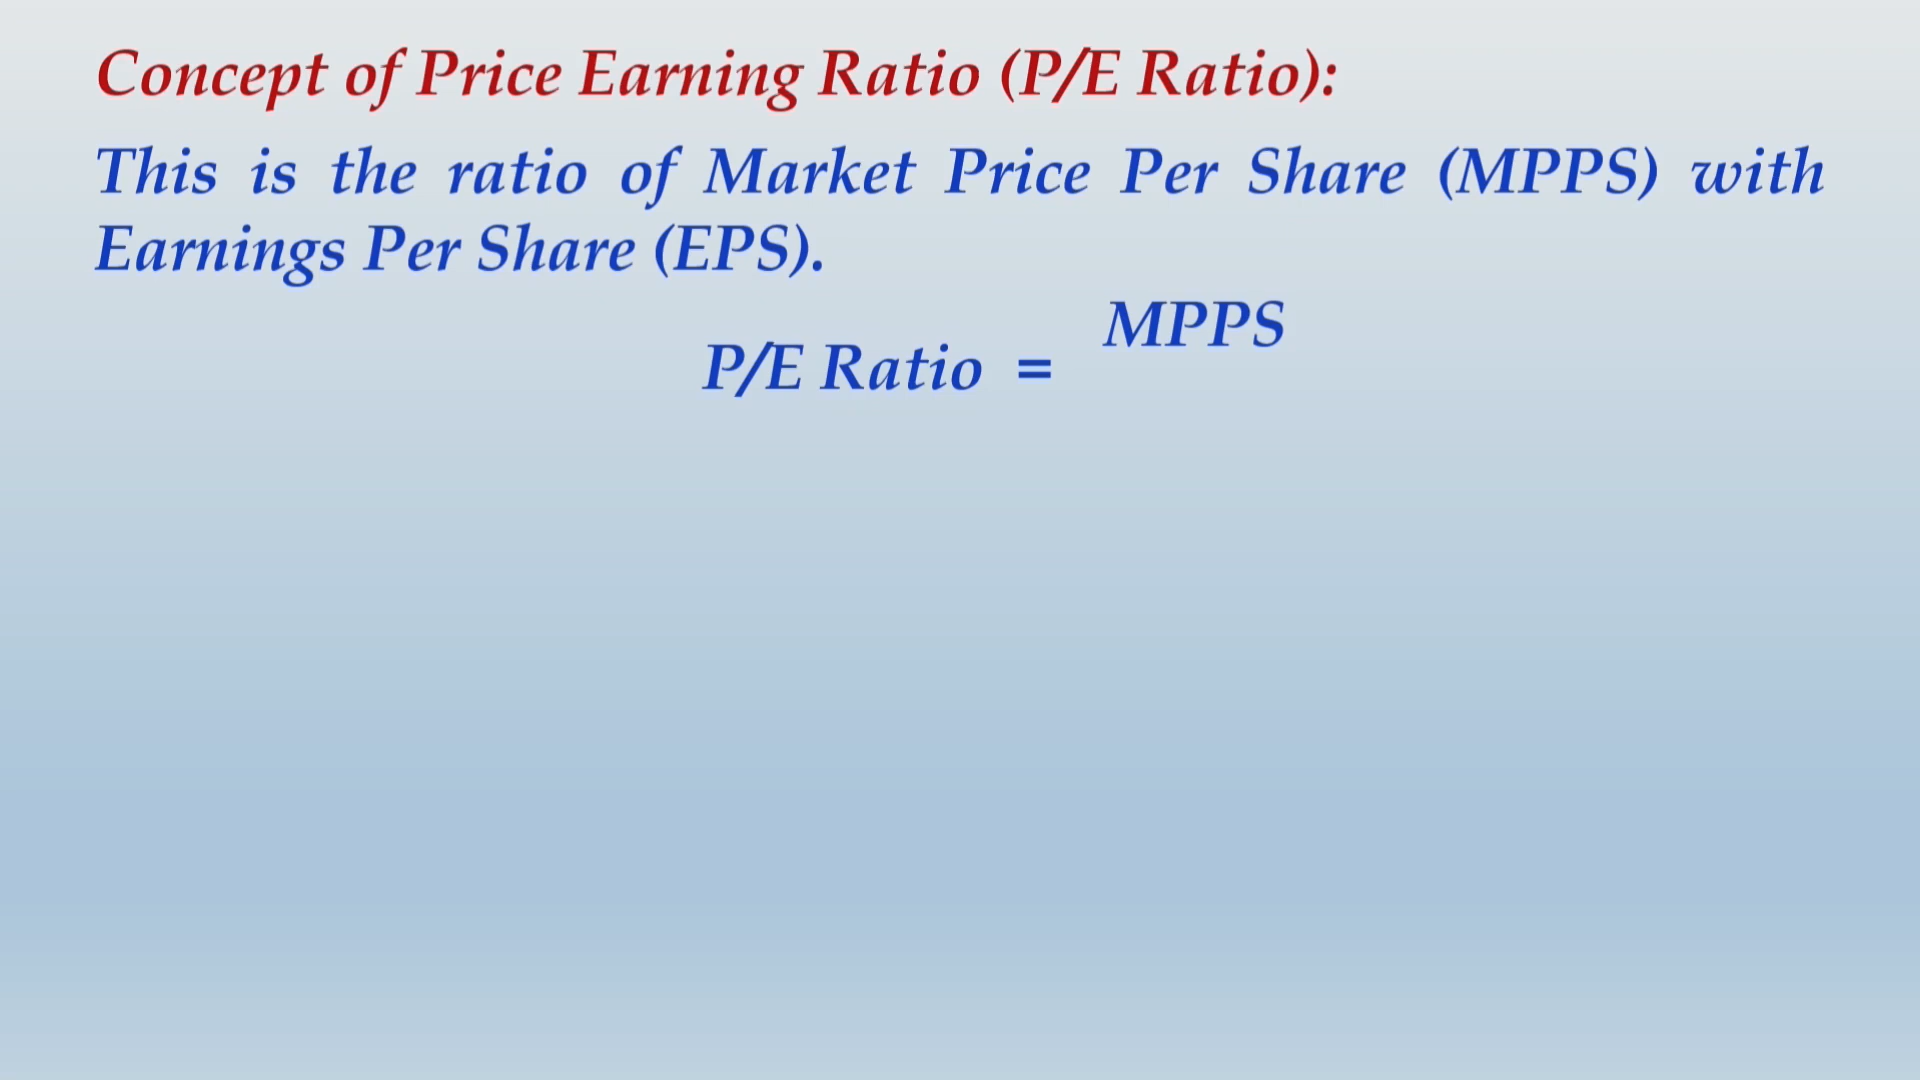 Concept of Price Earning Ratio (P/E Ratio):
This is the ratio of Market Price Per Share (MPPS) with
Earnings Per Share (EPS).
MPPS
P/E Ratio =